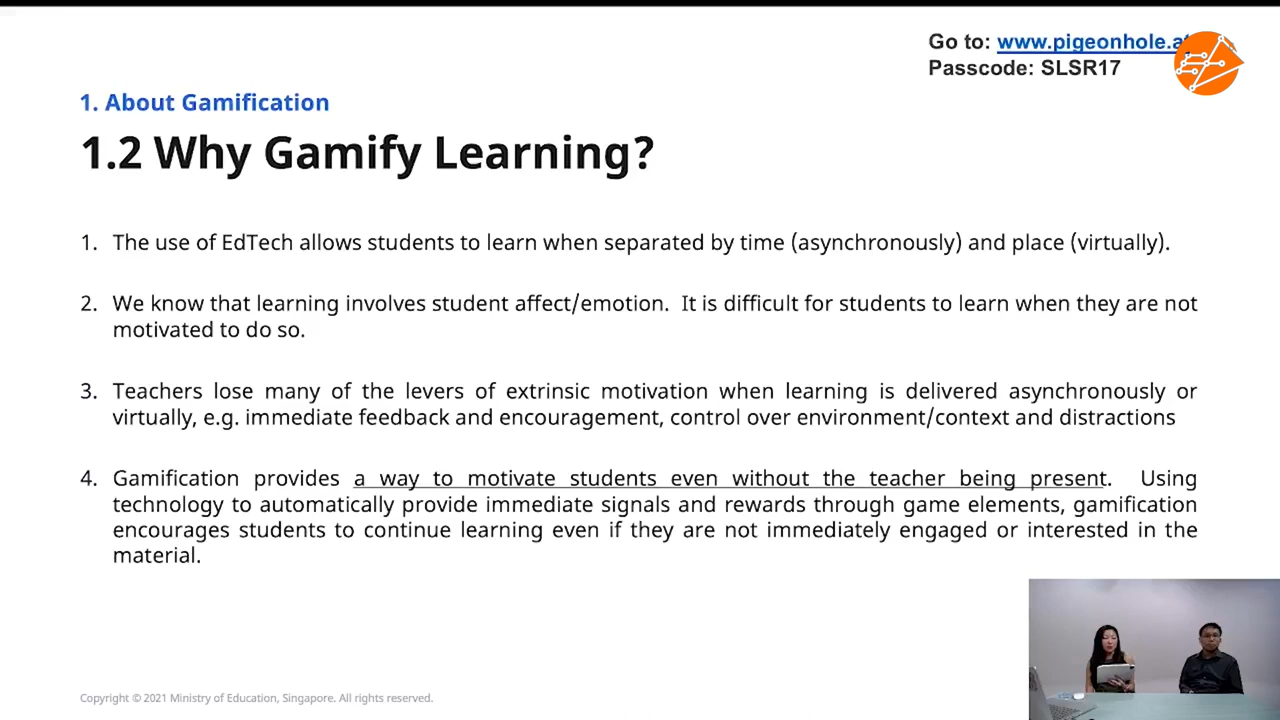 Go to: www.pigeonhole.at
Passcode: SLSR17
1. About Gamification
1.2 Why Gamify Learning?
1. The use of EdTech allows students to learn when separated by time (asynchronously) and place (virtually).
2. We know that learning involves student affect/emotion. It is difficult for students to learn when they are not
motivated to do so.
3. Teachers lose many of the levers of extrinsic motivation when learning is delivered asynchronously or
virtually, e.g. immediate feedback and encouragement, control over environment/context and distractions
4. Gamification provides a way to motivate students even without the teacher being present. Using
technology to automatically provide immediate signals and rewards through game elements, gamification
encourages students to continue learning even if they are not immediately engaged or interested in the
material.
Copyright © 2021 Ministry of Education, Singapore. All rights reserved.